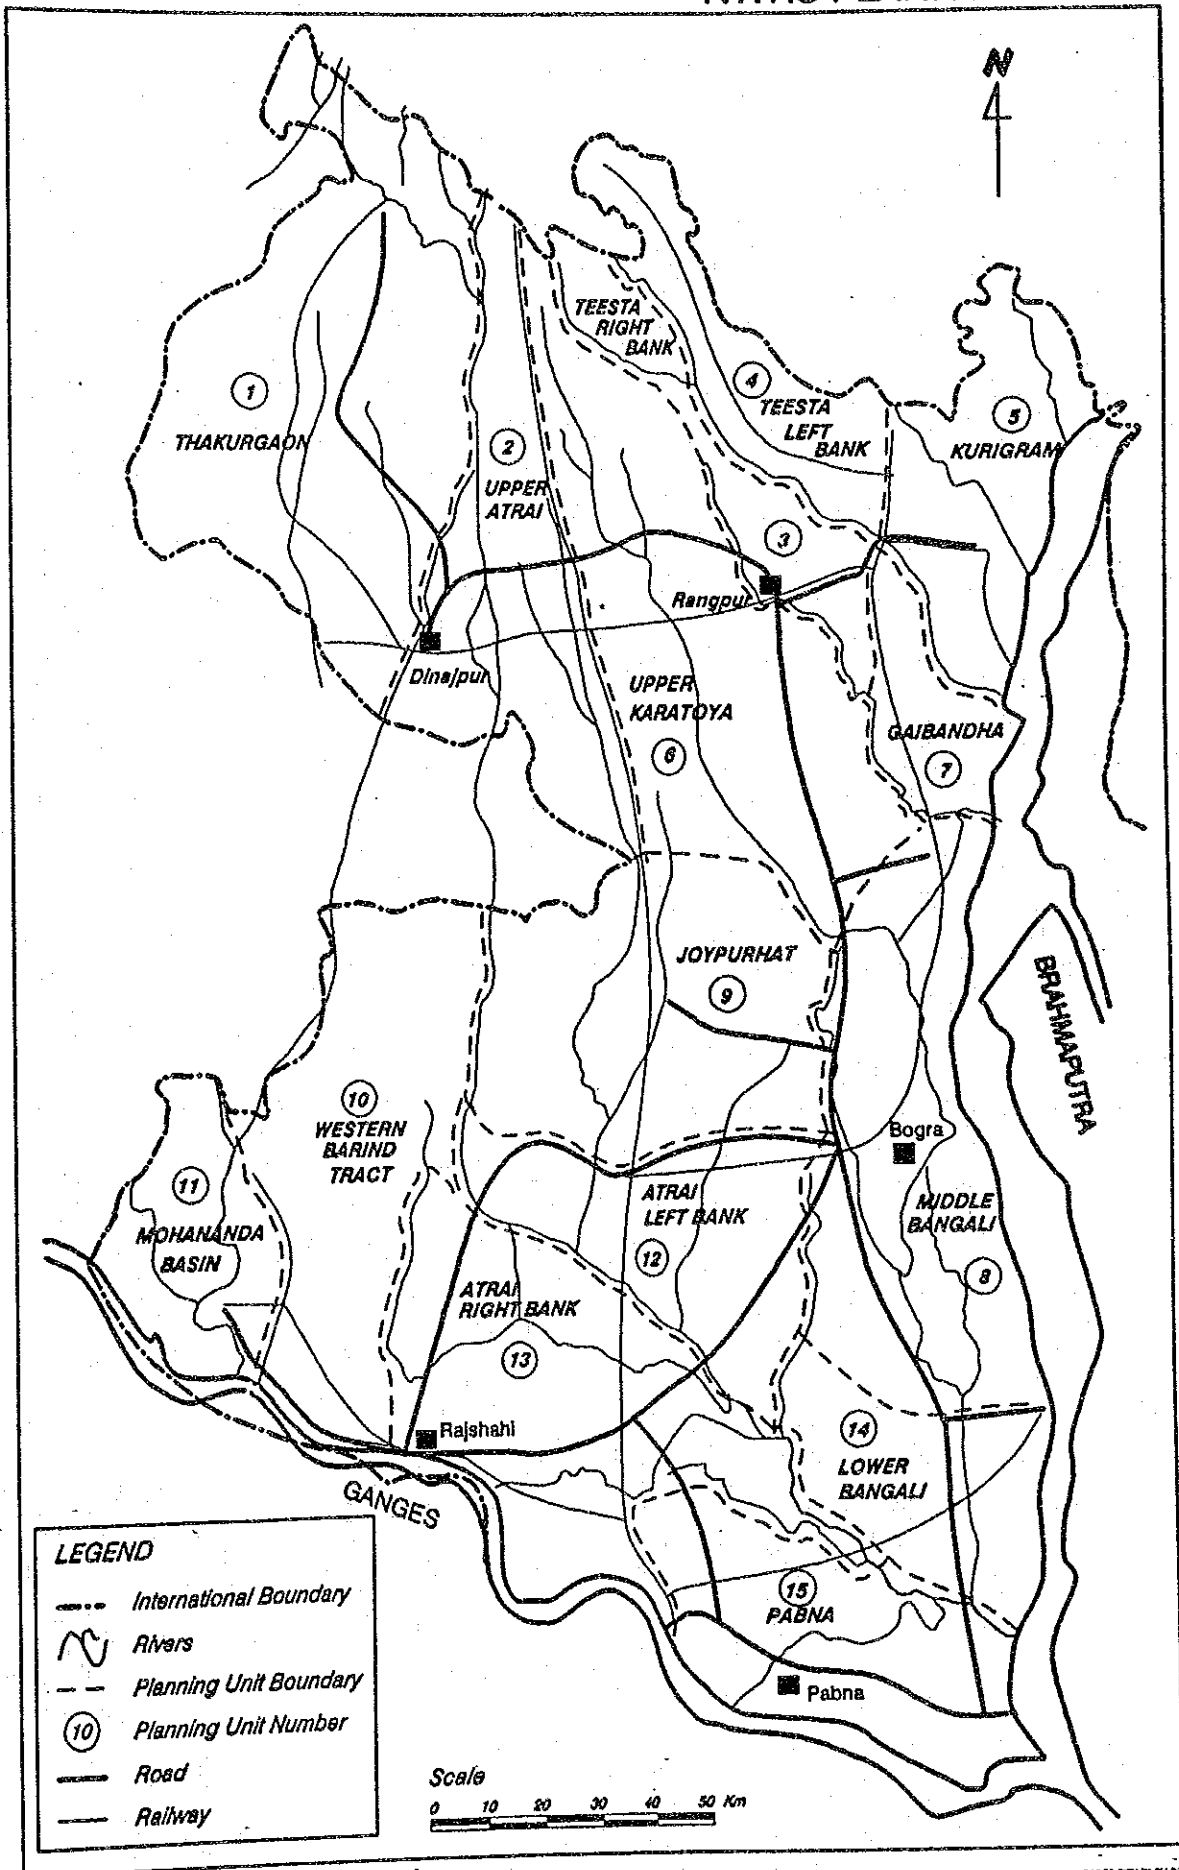 N
TEESTA
RIGHT
BANK
1
THAKURGAON
2
UPPER
ATRAI
4
TEESTA
LEFT
BANK
5
KURIGRAM
3
Rangpur
Dinajpur
UPPER
KARATOYA
6
GAIBANDHA
7
JOYPURHAT
9
BRAHMAPUTRA
10
WESTERN
BARIND
TRACT
Bogra
11
MOHANANDA
BASIN
ATRAI
LEFT BANK
12
MIDDLE
BANGALI
8
ATRAI
RIGHT BANK
13
Rajshahi
14
LOWER
BANGALI
GANGES
15
PABNA
Pabna
LEGEND
International Boundary
Rivers
Planning Unit Boundary
10 Planning Unit Number
Road
Railway
Scale
0 10 20 30 40 50 Km